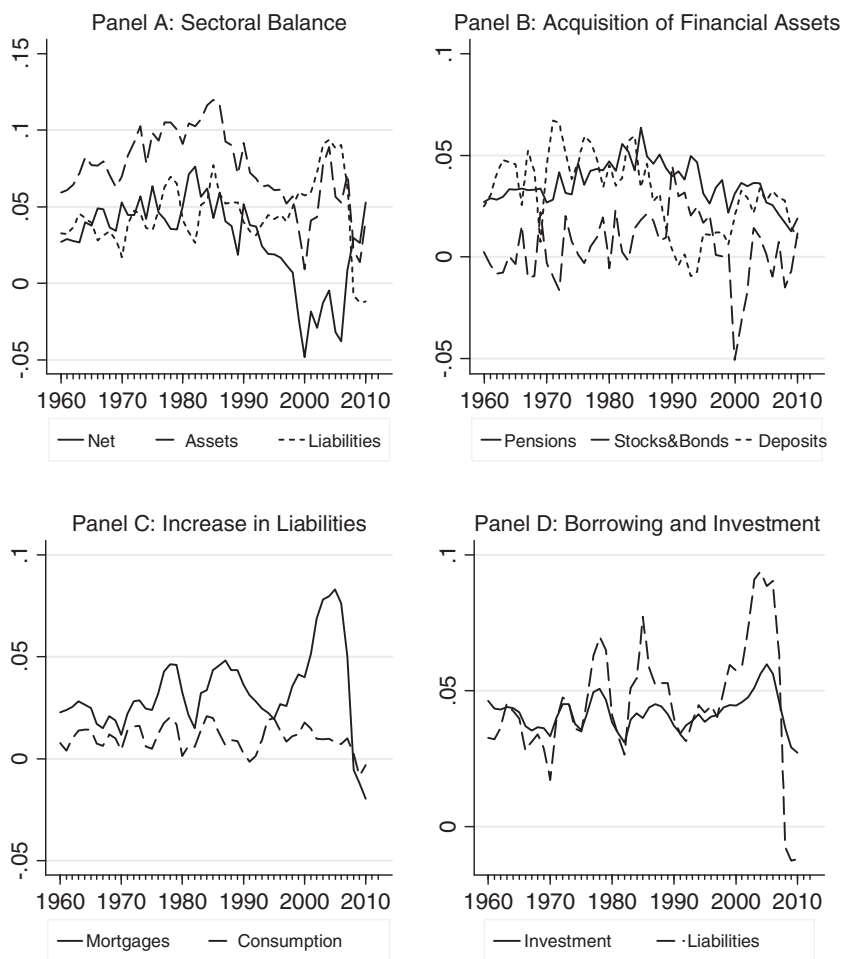 Panel A: Sectoral Balance
.15
.1
.05
0
-.05
1960 1970 1980 1990 2000 2010
Net Assets Liabilities
Panel B: Acquisition of Financial Assets
.1
.05
0
-.05
1960 1970 1980 1990 2000 2010
Pensions Stocks&Bonds Deposits
Panel C: Increase in Liabilities
.1
.05
0
-.05
1960 1970 1980 1990 2000 2010
Mortgages Consumption
Panel D: Borrowing and Investment
.1
.05
0
1960 1970 1980 1990 2000 2010
Investment Liabilities